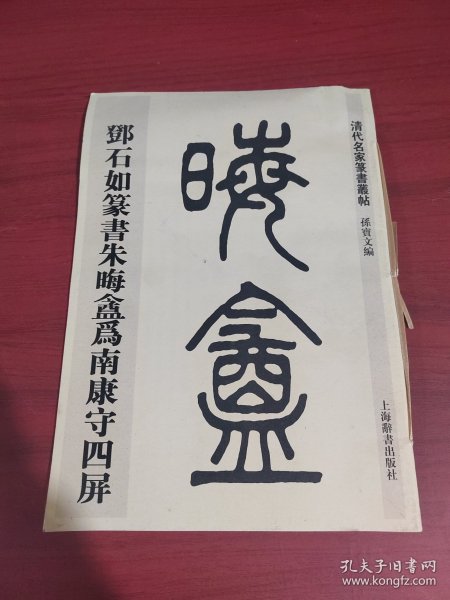 清代名家篆書叢帖
孫寶文編
上海辭書出版社
晦盦
鄧石如篆書朱晦盦爲南康守四屏
孔夫子旧书网
www.kongfz.com